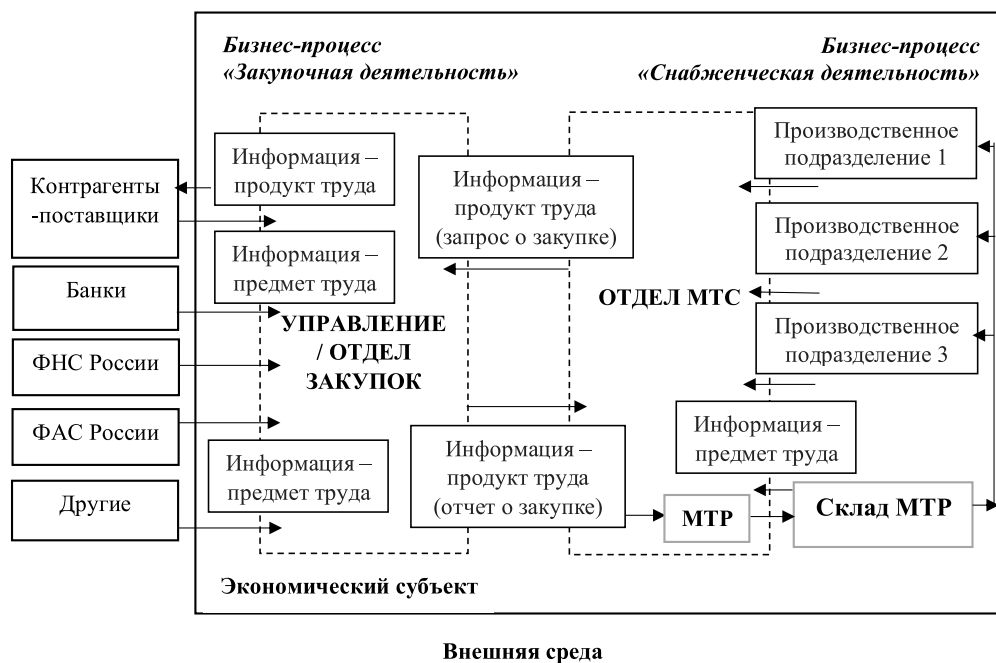 Бизнес-процесс
«Закупочная деятельность»
Бизнес-процесс
«Снабженческая деятельность»
Контрагенты
-поставщики
Банки
ФНС России
ФАС России
Другие
Информация –
продукт труда
Информация –
предмет труда
УПРАВЛЕНИЕ
/ ОТДЕЛ
ЗАКУПОК
Информация –
предмет труда
Информация –
продукт труда
(запрос о закупке)
Информация –
продукт труда
(отчет о закупке)
ОТДЕЛ МТС
Производственное
подразделение 1
Производственное
подразделение 2
Производственное
подразделение 3
Информация –
предмет труда
МТР
Склад МТР
Экономический субъект
Внешняя среда